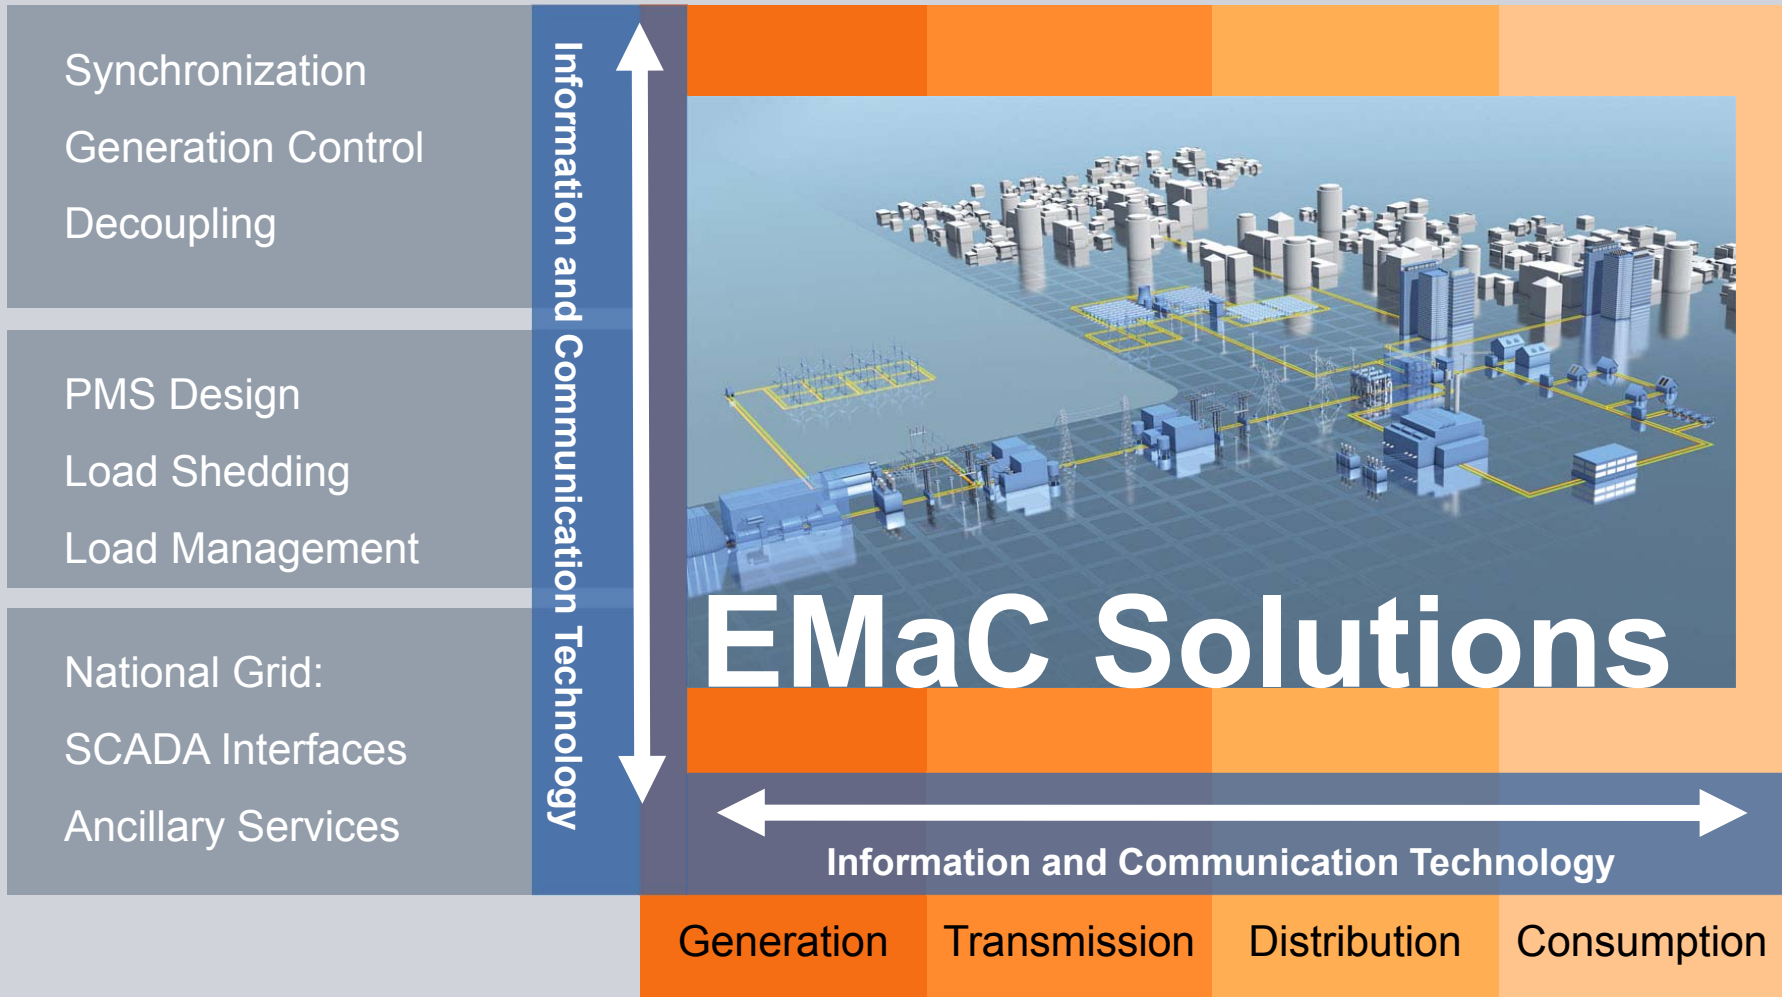 Synchronization
Generation Control
Decoupling
PMS Design
Load Shedding
Load Management
National Grid:
SCADA Interfaces
Ancillary Services
Information and Communication Technology
EMaC Solutions
Information and Communication Technology
Generation
Transmission
Distribution
Consumption